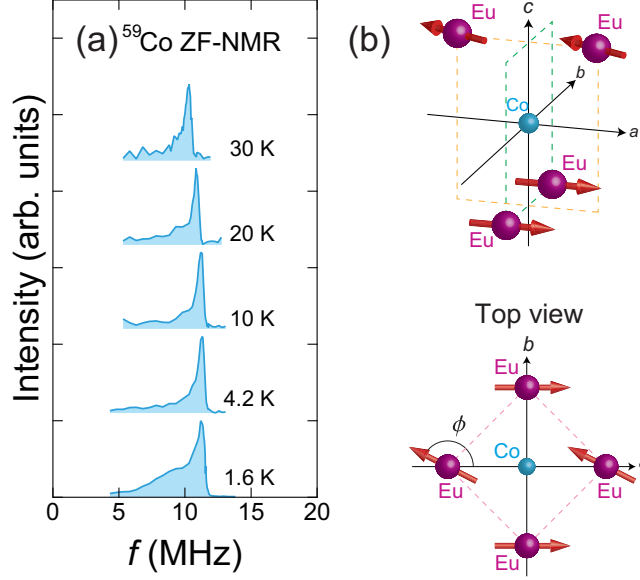 (a) ⁵⁹Co ZF-NMR
30 K
20 K
10 K
4.2 K
1.6 K
Intensity (arb. units)
0 5 10 15 20
f (MHz)
(b)
Eu
Eu
c
b
Co
a
Eu
Eu
Top view
b
Eu
ϕ
Co
Eu
Eu
Eu